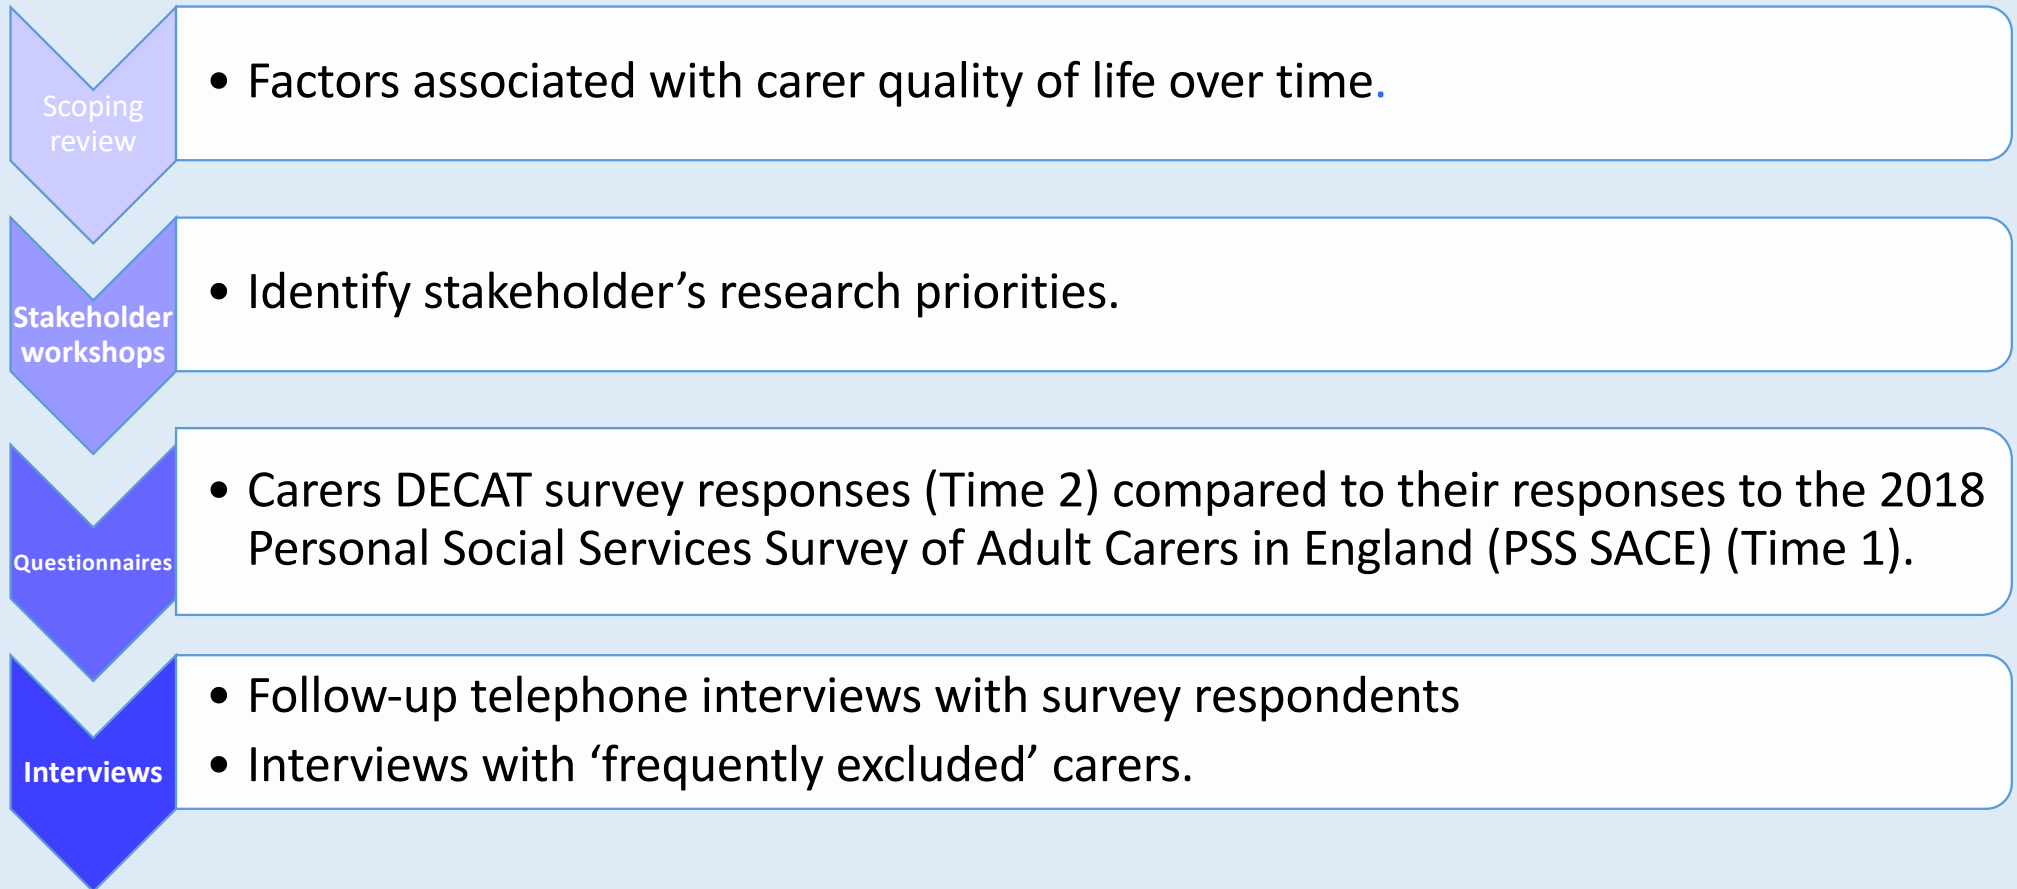 Scoping
review
• Factors associated with carer quality of life over time.
Stakeholder
workshops
• Identify stakeholder’s research priorities.
Questionnaires
• Carers DECAT survey responses (Time 2) compared to their responses to the 2018
Personal Social Services Survey of Adult Carers in England (PSS SACE) (Time 1).
Interviews
• Follow-up telephone interviews with survey respondents
• Interviews with ‘frequently excluded’ carers.